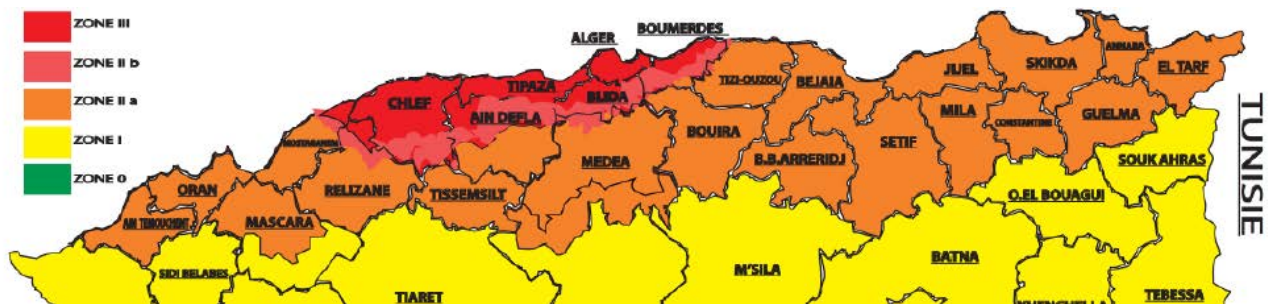 ZONE III
ZONE II b
ZONE II a
ZONE I
ZONE 0
ALGER
BOUMERDES
TIPAZA
CHLEF
BLIDA
AIN DEFLA
TIZI-OUZOU
BEJAIA
JIJEL
SKIKDA
ANNABA
EL TARF
BOUIRA
MILA
CONSTANTINE
GUELMA
SETIF
MEDEA
B.B.ARRERIDJ
SOUK AHRAS
MOSTAGANEM
ORAN
RELIZANE
TISSEMSILT
O.EL BOUAGUI
AIN TEMOUCHENT
MASCARA
SIDI BELABES
M'SILA
BATNA
TIARET
KHENCHELLA
TEBESSA
TUNISIE